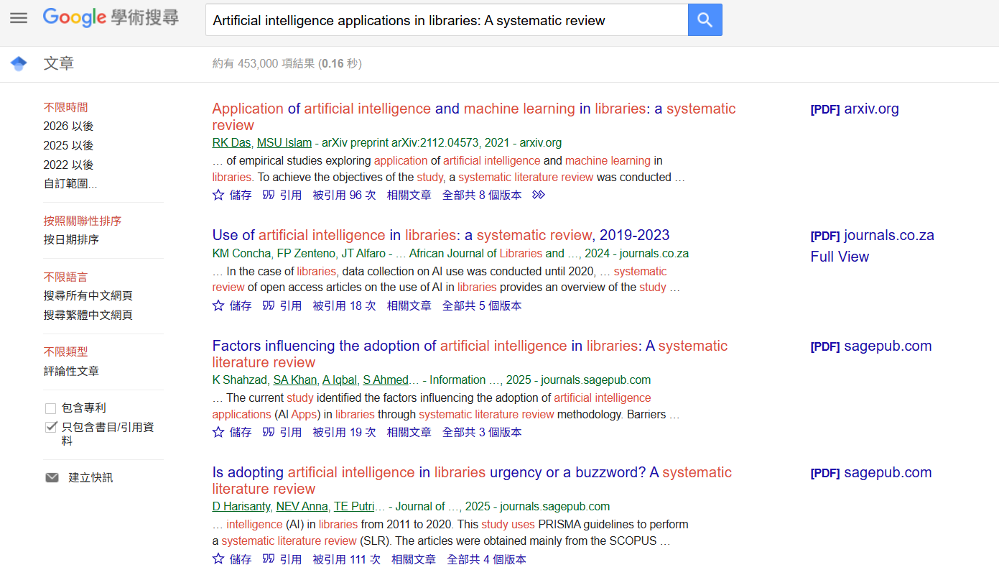 Google 學術搜尋
Artificial intelligence applications in libraries: A systematic review
文章
約有 453,000 項結果 (0.16 秒)
不限時間
2026 以後
2025 以後
2022 以後
自訂範圍...
按照關聯性排序
按日期排序
不限語言
搜尋所有中文網頁
搜尋繁體中文網頁
不限類型
評論性文章
包含專利
只包含書目/引用資
料
建立快訊
Application of artificial intelligence and machine learning in libraries: a systematic
review
[PDF] arxiv.org
RK Das, MSU Islam - arXiv preprint arXiv:2112.04573, 2021 - arxiv.org
… of empirical studies exploring application of artificial intelligence and machine learning in
libraries. To achieve the objectives of the study, a systematic literature review was conducted …
儲存 引用 被引用 96 次 相關文章 全部共 8 個版本
Use of artificial intelligence in libraries: a systematic review, 2019-2023
[PDF] journals.co.za
Full View
KM Concha, FP Zenteno, JT Alfaro - … African Journal of Libraries and …, 2024 - journals.co.za
… In the case of libraries, data collection on AI use was conducted until 2020, … systematic
review of open access articles on the use of AI in libraries provides an overview of the study …
儲存 引用 被引用 18 次 相關文章 全部共 5 個版本
Factors influencing the adoption of artificial intelligence in libraries: A systematic
literature review
[PDF] sagepub.com
K Shahzad, SA Khan, A Iqbal, S Ahmed… - Information …, 2025 - journals.sagepub.com
… The current study identified the factors influencing the adoption of artificial intelligence
applications (AI Apps) in libraries through systematic literature review methodology. Barriers …
儲存 引用 被引用 19 次 相關文章 全部共 3 個版本
Is adopting artificial intelligence in libraries urgency or a buzzword? A systematic
literature review
[PDF] sagepub.com
D Harisanty, NEV Anna, TE Putri… - Journal of …, 2025 - journals.sagepub.com
… intelligence (AI) in libraries from 2011 to 2020. This study uses PRISMA guidelines to perform
a systematic literature review (SLR). The articles were obtained mainly from the SCOPUS …
儲存 引用 被引用 111 次 相關文章 全部共 4 個版本